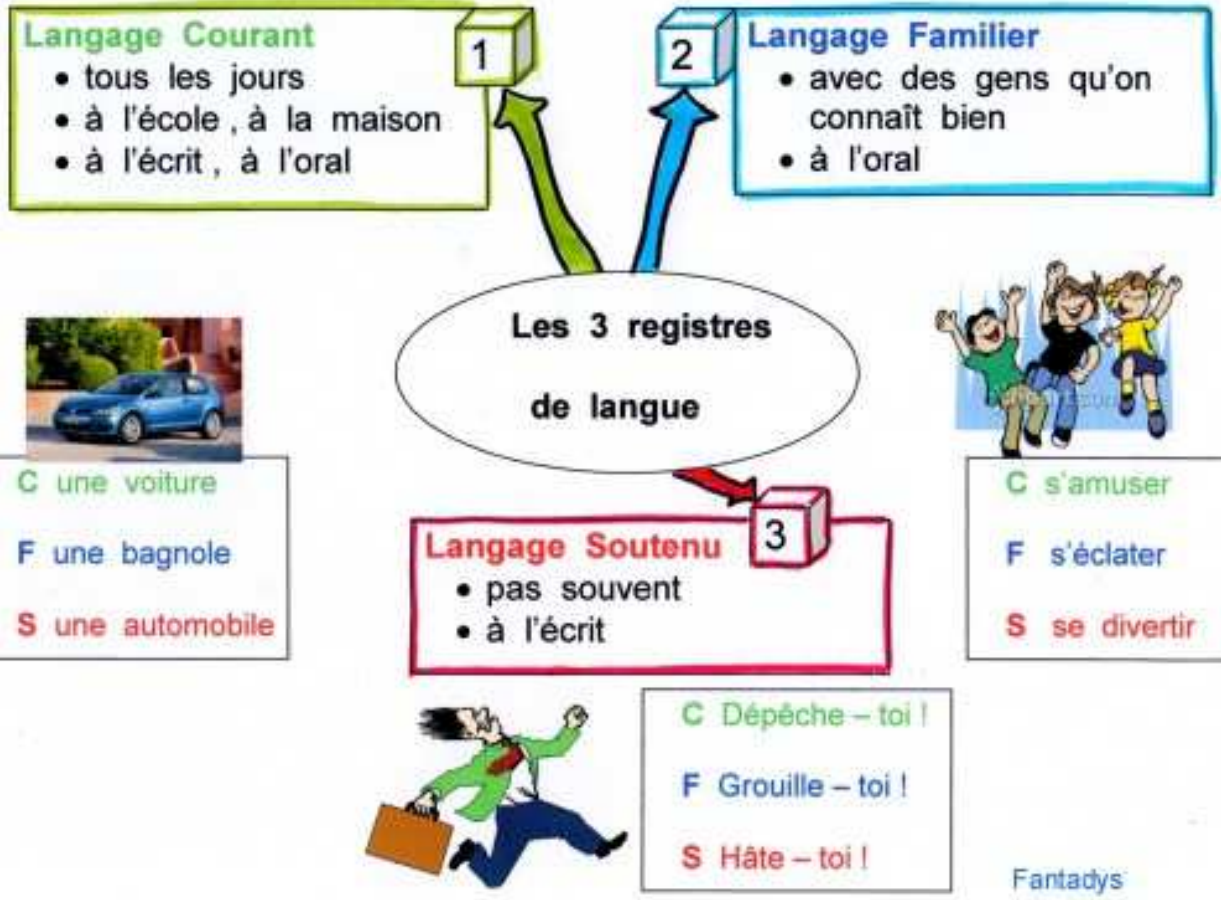 Langage Courant
• tous les jours
• à l'école , à la maison
• à l'écrit , à l'oral
1
2
Langage Familier
• avec des gens qu'on
connaît bien
• à l'oral
Les 3 registres
de langue
C une voiture
F une bagnole
S une automobile
3
Langage Soutenu
• pas souvent
• à l'écrit
C s'amuser
F s'éclater
S se divertir
C Dépêche – toi !
F Grouille – toi !
S Hâte – toi !
Fantadys